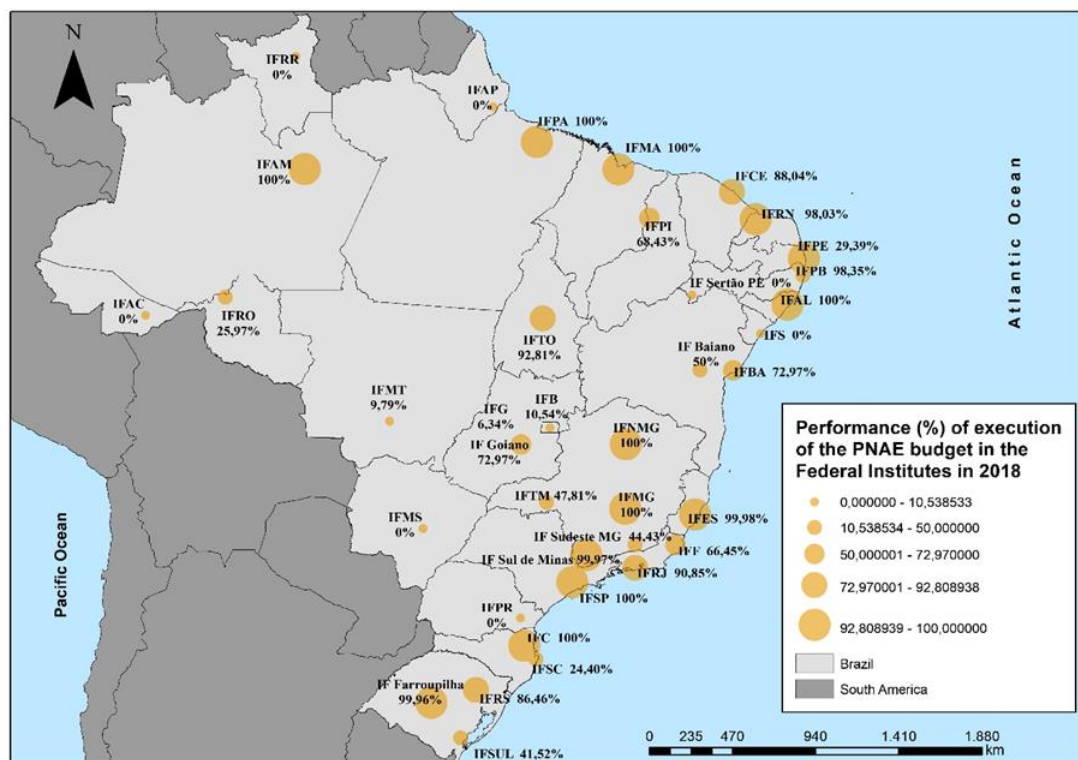 N
IFRR
0%
IFAP
0%
IFPA 100%
IFMA 100%
IFAM
100%
IFCE 88,04%
IFRN 98,03%
IFPI
68,43%
IFPE 29,39%
IFPB 98,35%
IF Sertão PE 0%
IFAL 100%
IFAC
0%
IFRO
25,97%
IFTO
92,81%
IFS 0%
IF Baiano
50%
IFBA 72,97%
IFMT
9,79%
IFG
6,34%
IFB
10,54%
IF Goiano
72,97%
IFNMG
100%
IFTM 47,81%
IFMG
100%
IFES 99,98%
IFMS
0%
IF Sudeste MG 44,43%
IFF 66,45%
IF Sul de Minas 99,97%
IFRJ 90,85%
IFSP 100%
IFPR
0%
IFC 100%
IFSC 24,40%
IF Farroupilha
99,96%
IFRS 86,46%
IFSUL 41,52%
Atlantic Ocean
Pacific Ocean
Performance (%) of execution
of the PNAE budget in the
Federal Institutes in 2018
0,000000 - 10,538533
10,538534 - 50,000000
50,000001 - 72,970000
72,970001 - 92,808938
92,808939 - 100,000000
Brazil
South America
0 235 470 940 1.410 1.880
km